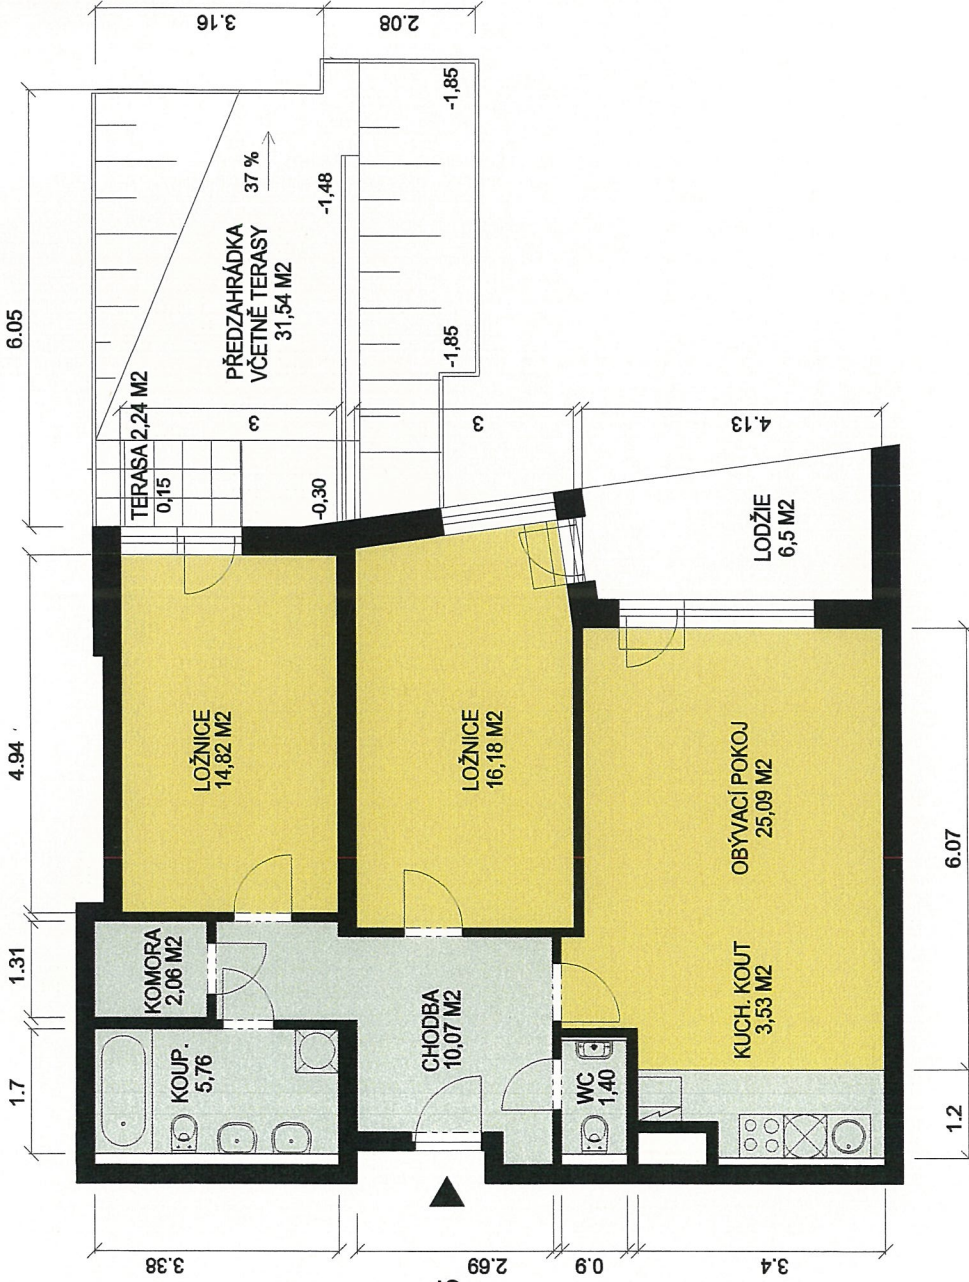 6.05
3.16
2.08
37 %
-1,48
-1,85
PŘEDZAHRÁDKA
VČETNĚ TERASY
31,54 M2
-1,85
TERASA 2,24 M2
0,15
-0,30
3
3
4.13
LODŽIE
6,5 M2
4.94
LOŽNICE
14,82 M2
LOŽNICE
16,18 M2
OBÝVACÍ POKOJ
25,09 M2
6.07
1.31
KOMORA
2,06 M2
CHODBA
10,07 M2
KUCH. KOUT
3,53 M2
1.7
KOUP.
5,76
WC
1,40
1.2
3.38
2.69
0.9
3.4